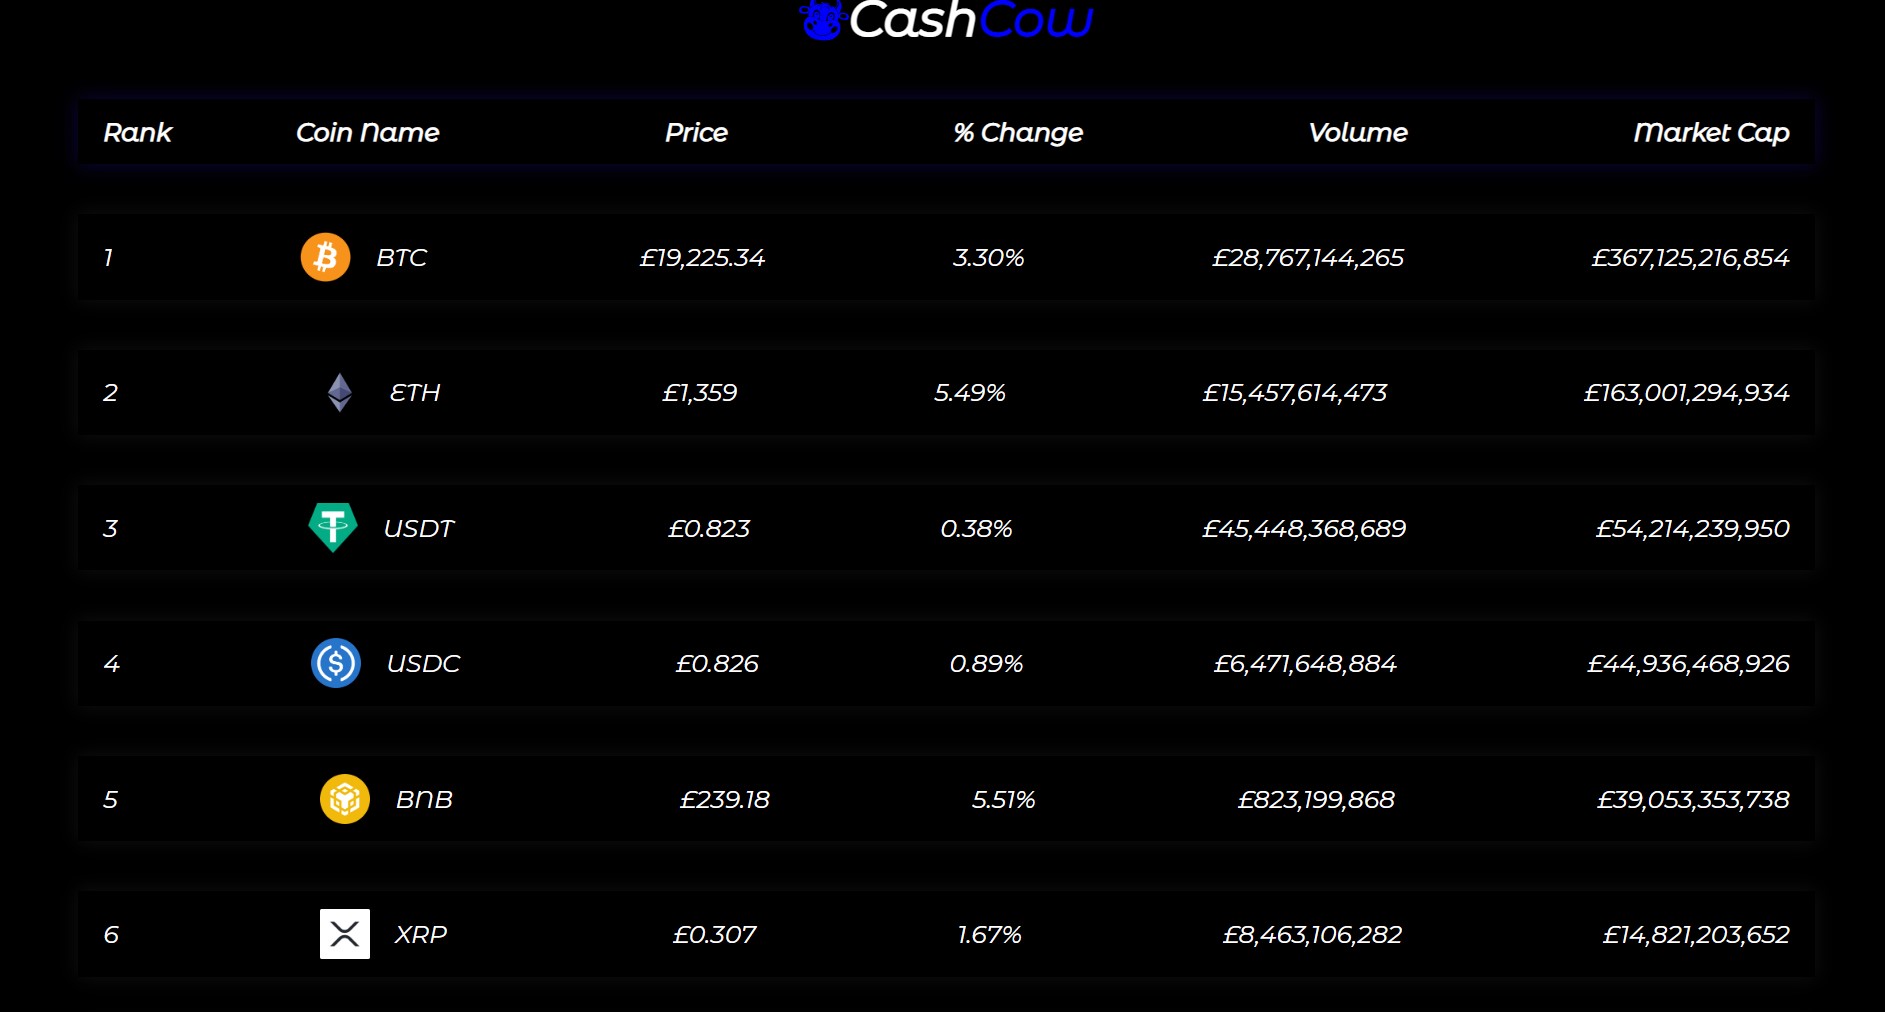 CashCow
Rank Coin Name Price % Change Volume Market Cap
1 BTC £19,225.34 3.30% £28,767,144,265 £367,125,216,854
2 ETH £1,359 5.49% £15,457,614,473 £163,001,294,934
3 USDT £0.823 0.38% £45,448,368,689 £54,214,239,950
4 USDC £0.826 0.89% £6,471,648,884 £44,936,468,926
5 BNB £239.18 5.51% £823,199,868 £39,053,353,738
6 XRP £0.307 1.67% £8,463,106,282 £14,821,203,652